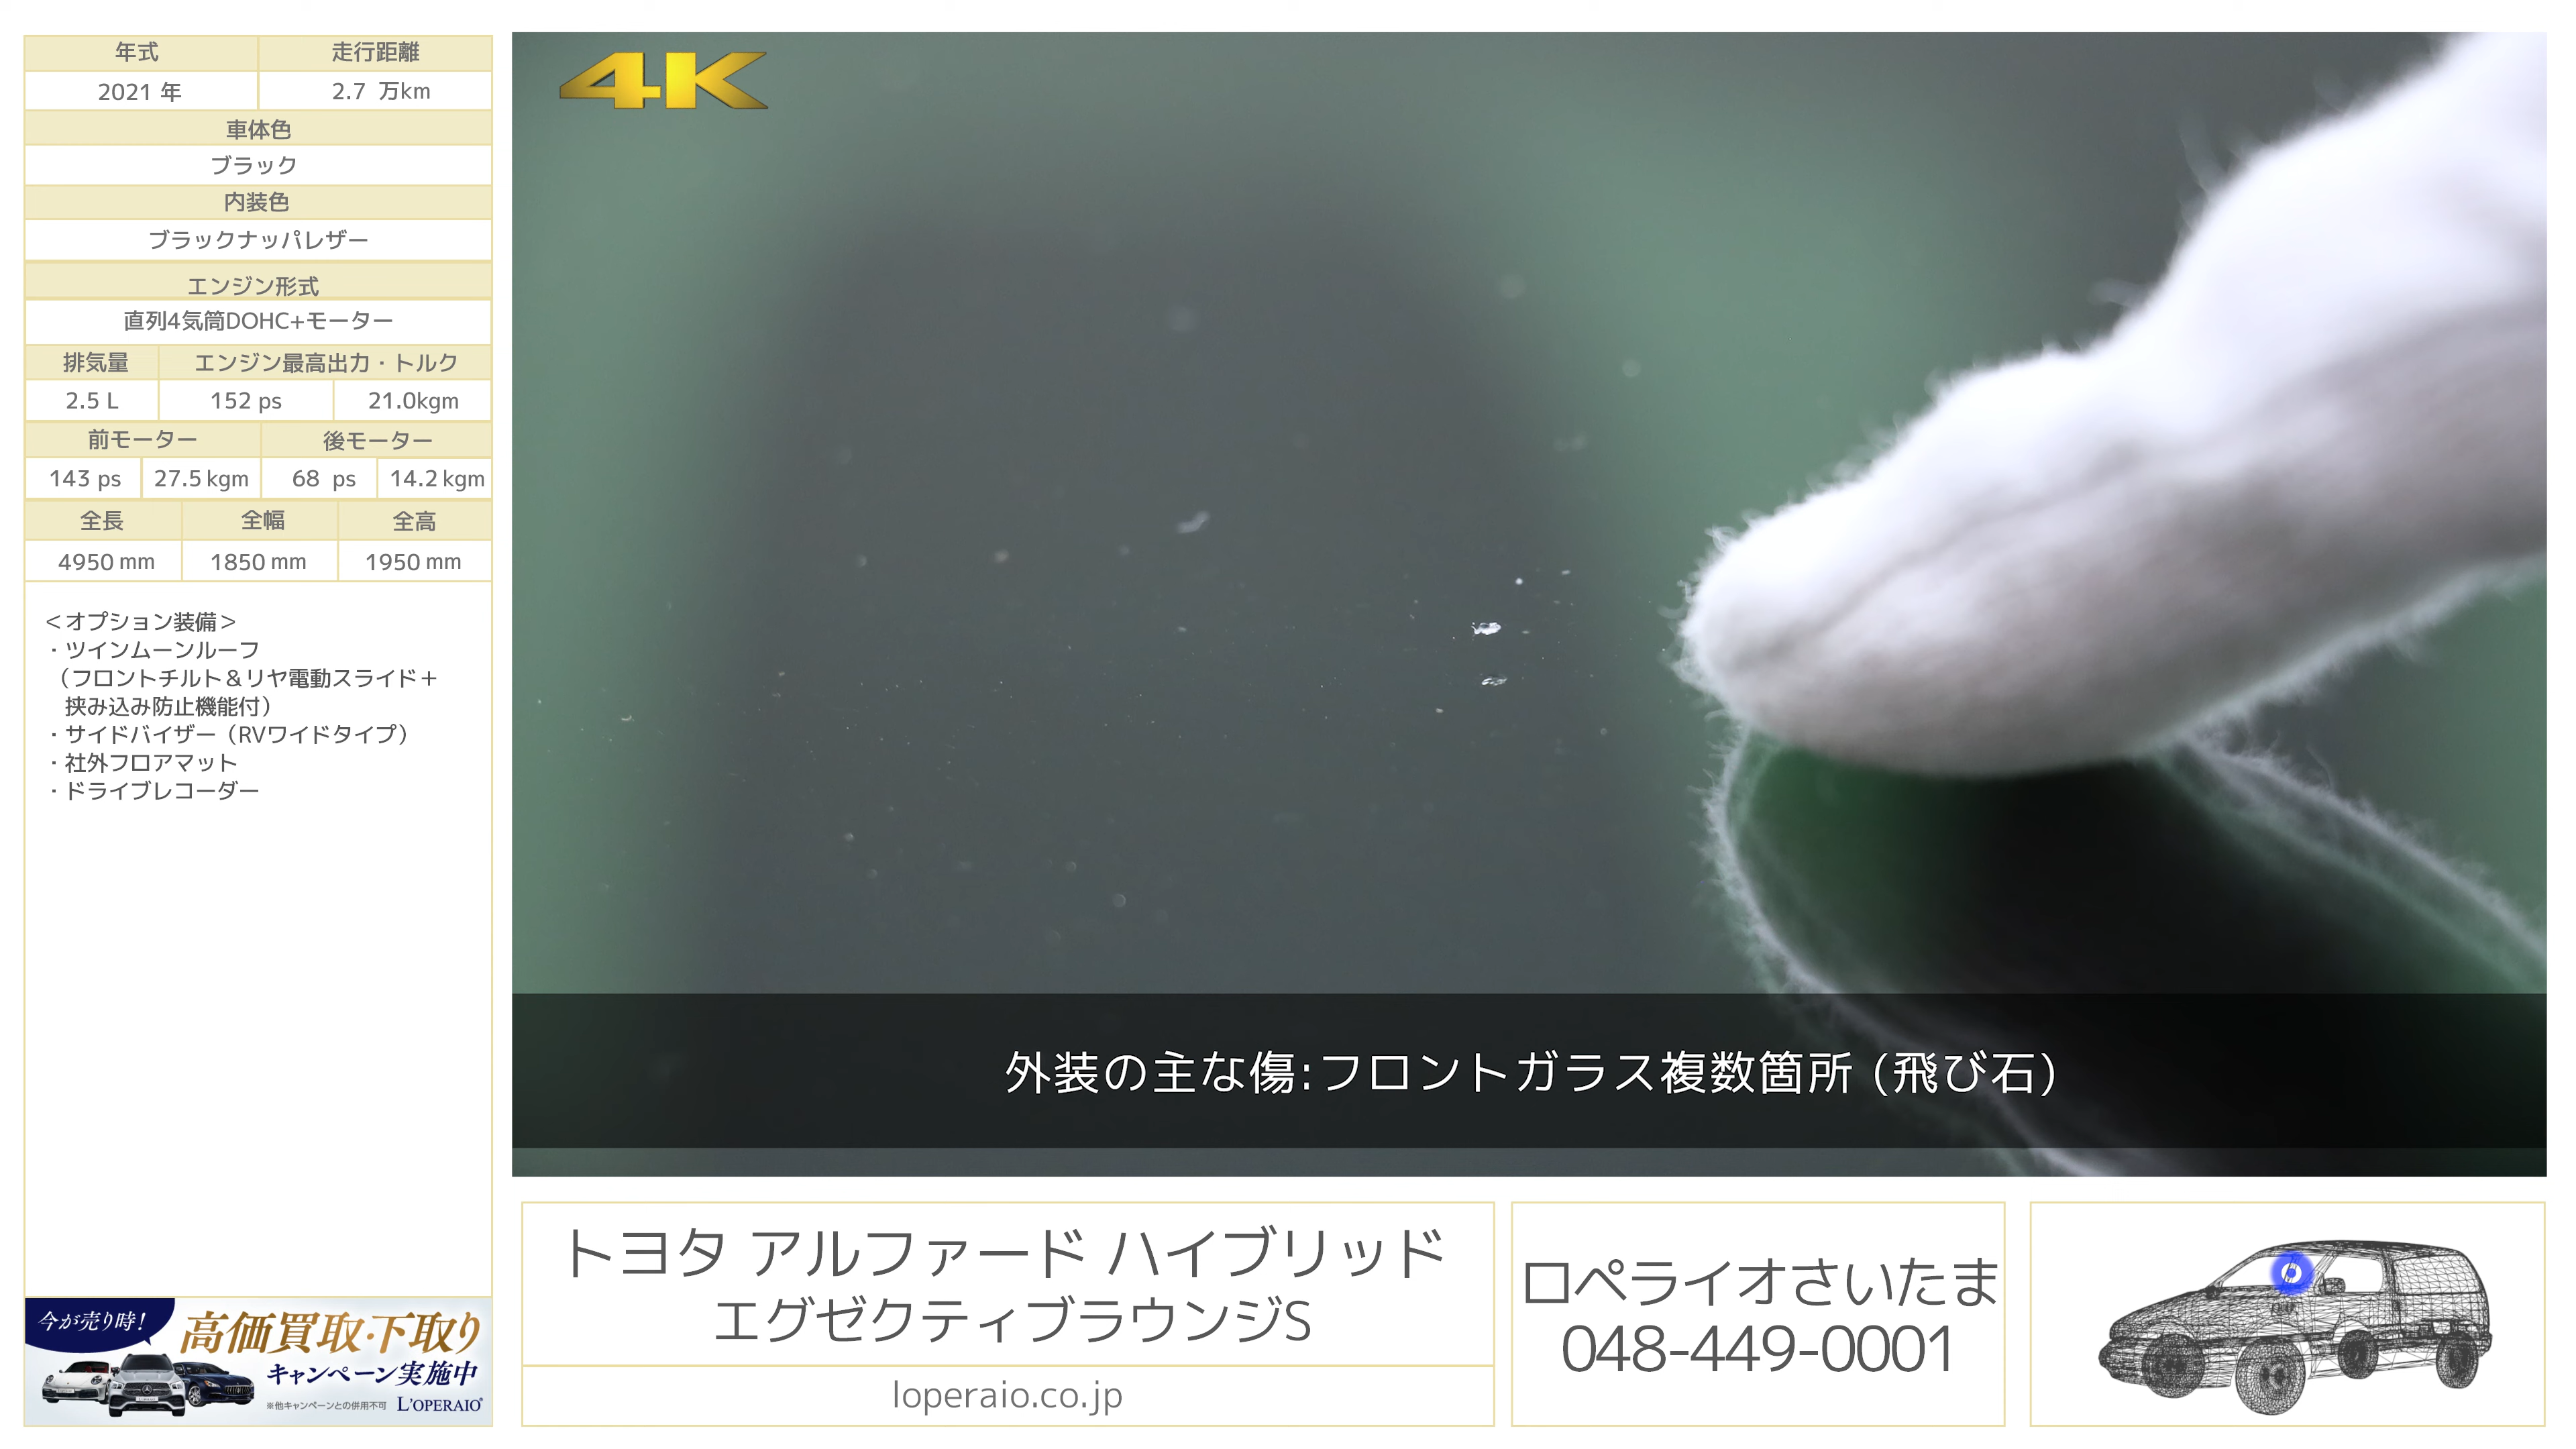 年式 走行距離
2021 年 2.7 万km
車体色
ブラック
内装色
ブラックナッパレザー
エンジン形式
直列4気筒DOHC+モーター
排気量 エンジン最高出力・トルク
2.5 L 152 ps 21.0kgm
前モーター 後モーター
143 ps 27.5 kgm 68 ps 14.2 kgm
全長 全幅 全高
4950 mm 1850 mm 1950 mm
＜オプション装備＞
・ツインムーンルーフ
（フロントチルト＆リヤ電動スライド＋
挟み込み防止機能付）
・サイドバイザー（RVワイドタイプ）
・社外フロアマット
・ドライブレコーダー
今が売り時!
高価買取・下取り
キャンペーン実施中
※他キャンペーンとの併用不可 L'OPERAIO
4K
外装の主な傷:フロントガラス複数箇所 (飛び石)
トヨタ アルファード ハイブリッド
エグゼクティブラウンジS
loperaio.co.jp
ロペライオさいたま
048-449-0001